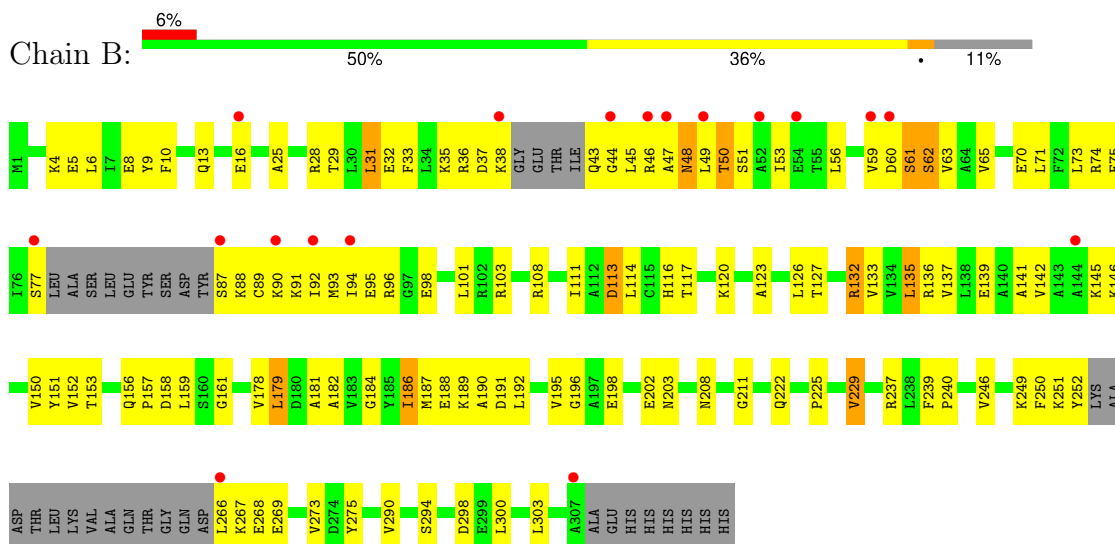 6%
Chain B:
50% 36% • 11%
M1 K4 E5 L6 I7 E8 Y9 F10 Q13 E16 A25 R28 T29 L30 L31 E32 F33 L34 K35 R36 D37 K38 GLY GLU THR ILE Q43 G44 L45 R46 A47 N48 L49 T50 S51 A52 I53 E54 T55 L56 V59 D60 S61 S62 V63 A64 V65 E70 L71 F72 L73 R74 E75
I76 S77 LEU ALA SER LEU GLU TYR SER ASP TYR S87 K88 C89 K90 K91 I92 M93 I94 E95 R96 G97 E98 L101 R102 R103 R108 I111 A112 D113 L114 C115 H116 T117 K120 A123 L126 T127 R132 V133 V134 L135 R136 V137 L138 E139 A140 A141 V142 A143 A144 K145 K146
V150 Y151 V152 T153 Q156 P157 D158 L159 S160 G161 V178 L179 D180 A181 A182 V183 G184 Y185 I186 M187 E188 K189 A190 D191 L192 V195 G196 A197 E198 E202 N203 N208 G211 Q222 P225 V229 R237 L238 F239 P240 V246 K249 F250 K251 Y252 LYS ALA
ASP THR LEU LYS VAL ALA GLN THR GLY GLN ASP L266 K267 E268 E269 V273 D274 Y275 V290 S294 D298 E299 L300 L303 A307 ALA GLU HIS HIS HIS HIS HIS HIS